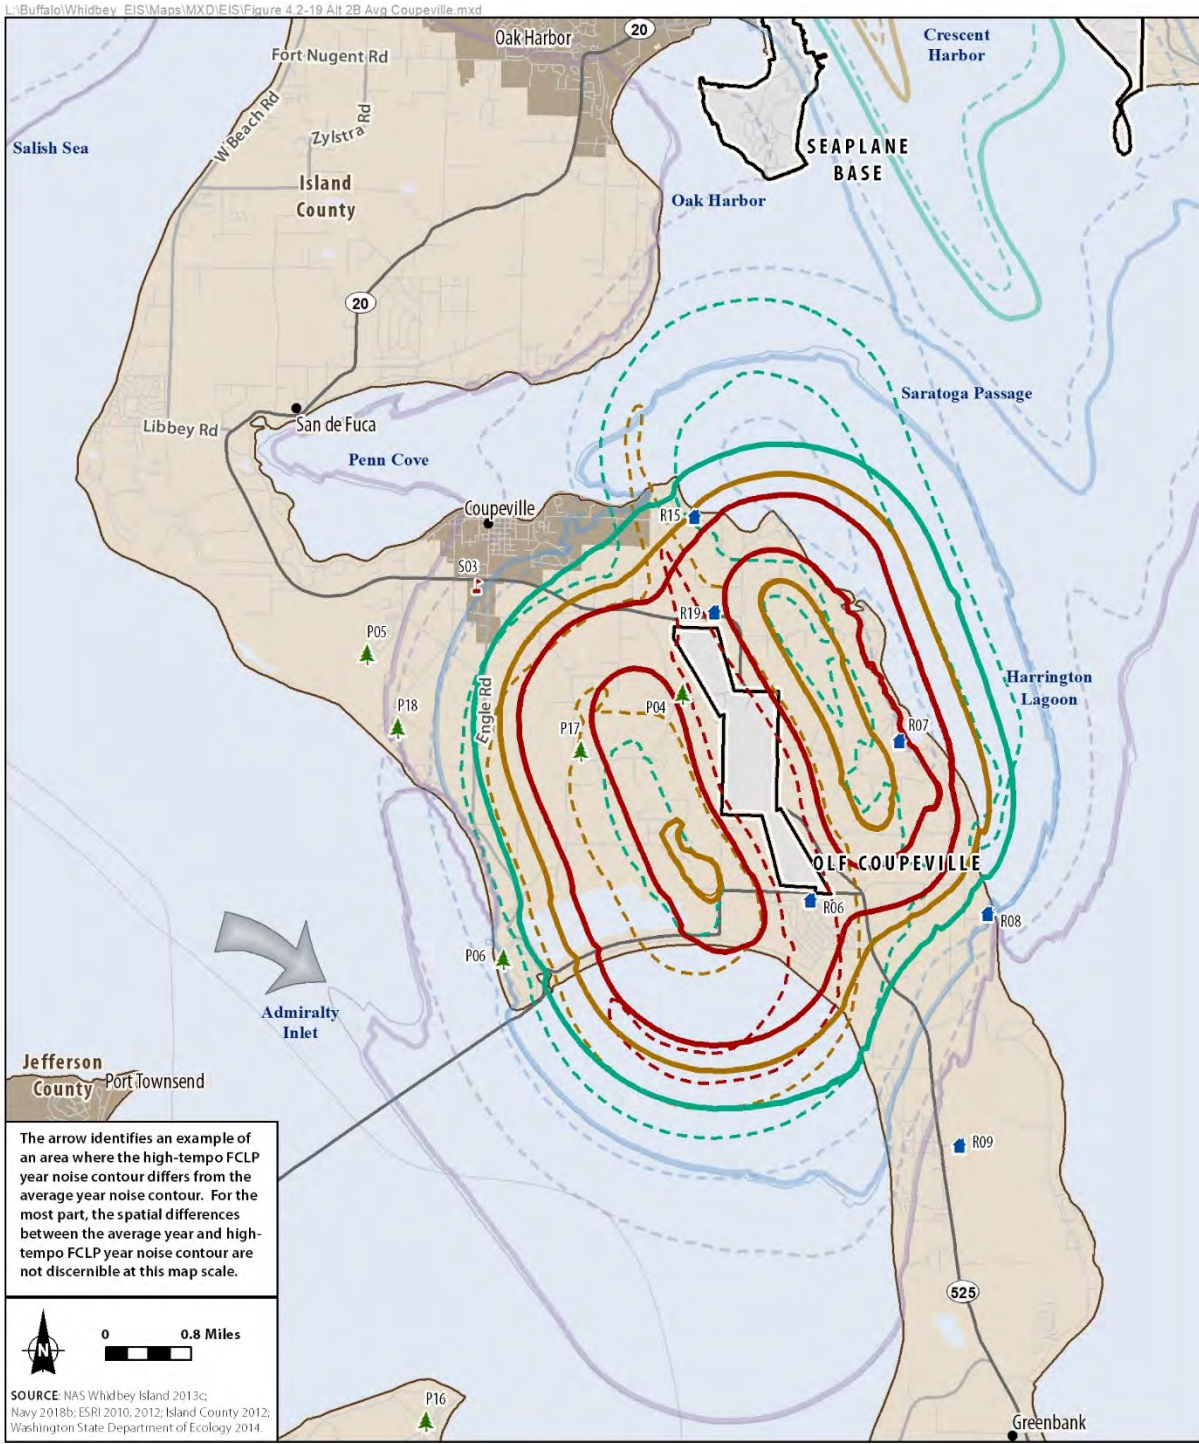 L:\Buffalo\Whidbey_EIS\Maps\MXD\EIS\Figure 4.2-19 Alt 2B Avg Coupeville.mxd
Oak Harbor
20
Crescent
Harbor
Fort Nugent Rd
W Beach Rd
Zylstra Rd
Salish Sea
SEAPLANE
BASE
Island
County
Oak Harbor
20
Saratoga Passage
San de Fuca
Libbey Rd
Penn Cove
Coupeville
R15
S03
R19
P05
Harrington
Lagoon
P18
Engle Rd
P04
P17
R07
OLF COUPEVILLE
R06
R08
P06
Admiralty
Inlet
Jefferson
County
Port Townsend
R09
The arrow identifies an example of
an area where the high-tempo FCLP
year noise contour differs from the
average year noise contour. For the
most part, the spatial differences
between the average year and high-
tempo FCLP year noise contour are
not discernible at this map scale.
525
N
0 0.8 Miles
SOURCE: NAS Whidbey Island 2013c;
Navy 2018b; ESRI 2010, 2012; Island County 2012;
Washington State Department of Ecology 2014.
P16
Greenbank